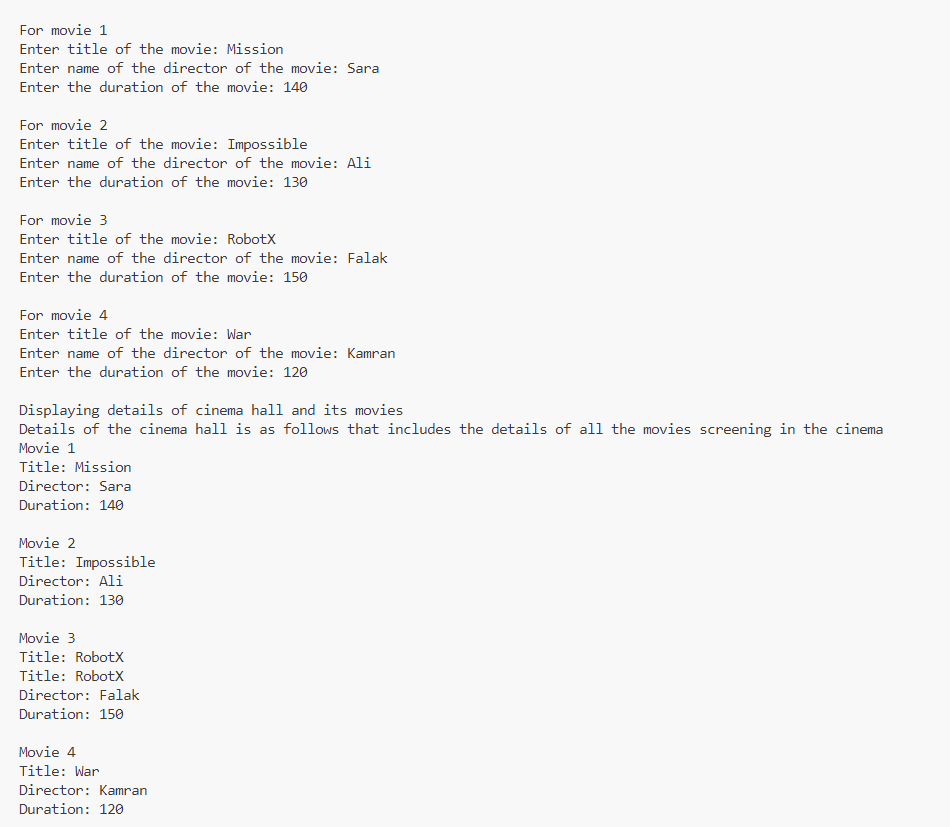 For movie 1
Enter title of the movie: Mission
Enter name of the director of the movie: Sara
Enter the duration of the movie: 140
For movie 2
Enter title of the movie: Impossible
Enter name of the director of the movie: Ali
Enter the duration of the movie: 130
For movie 3
Enter title of the movie: RobotX
Enter name of the director of the movie: Falak
Enter the duration of the movie: 150
For movie 4
Enter title of the movie: War
Enter name of the director of the movie: Kamran
Enter the duration of the movie: 120
Displaying details of cinema hall and its movies
Details of the cinema hall is as follows that includes the details of all the movies screening in the cinema
Movie 1
Title: Mission
Director: Sara
Duration: 140
Movie 2
Title: Impossible
Director: Ali
Duration: 130
Movie 3
Title: RobotX
Title: RobotX
Director: Falak
Duration: 150
Movie 4
Title: War
Director: Kamran
Duration: 120